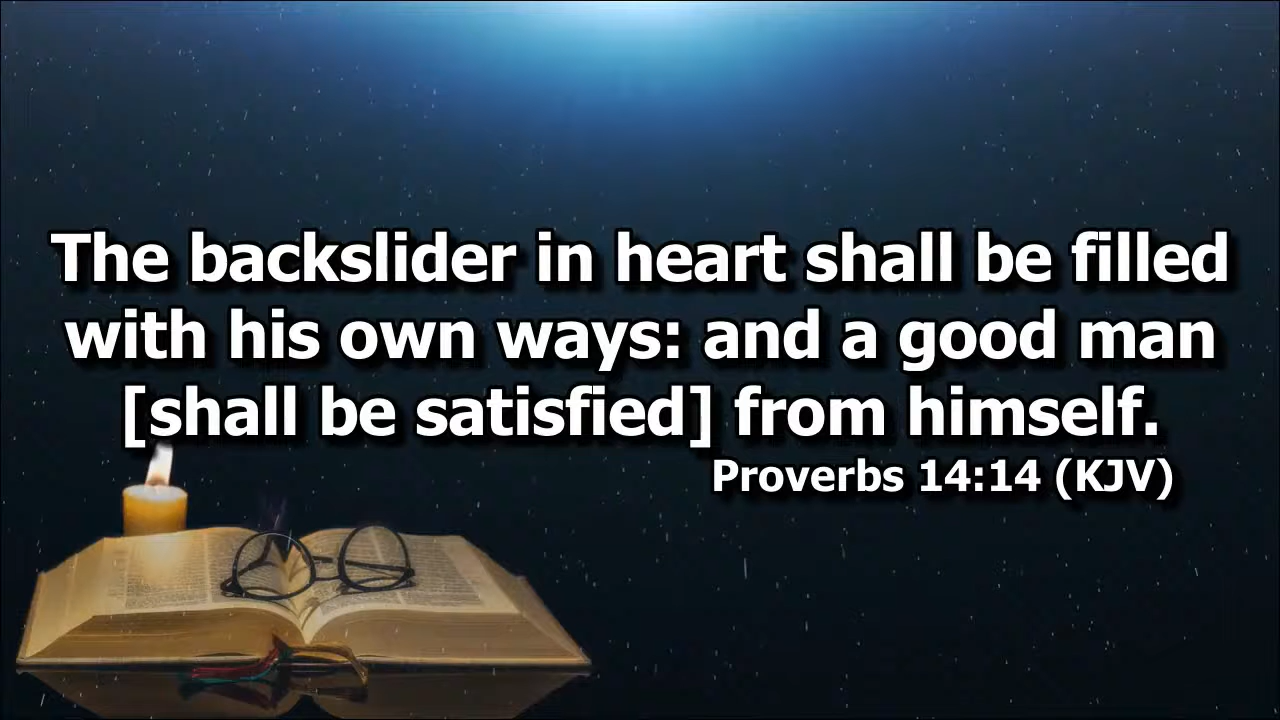 The backslider in heart shall be filled
with his own ways: and a good man
[shall be satisfied] from himself.
Proverbs 14:14 (KJV)